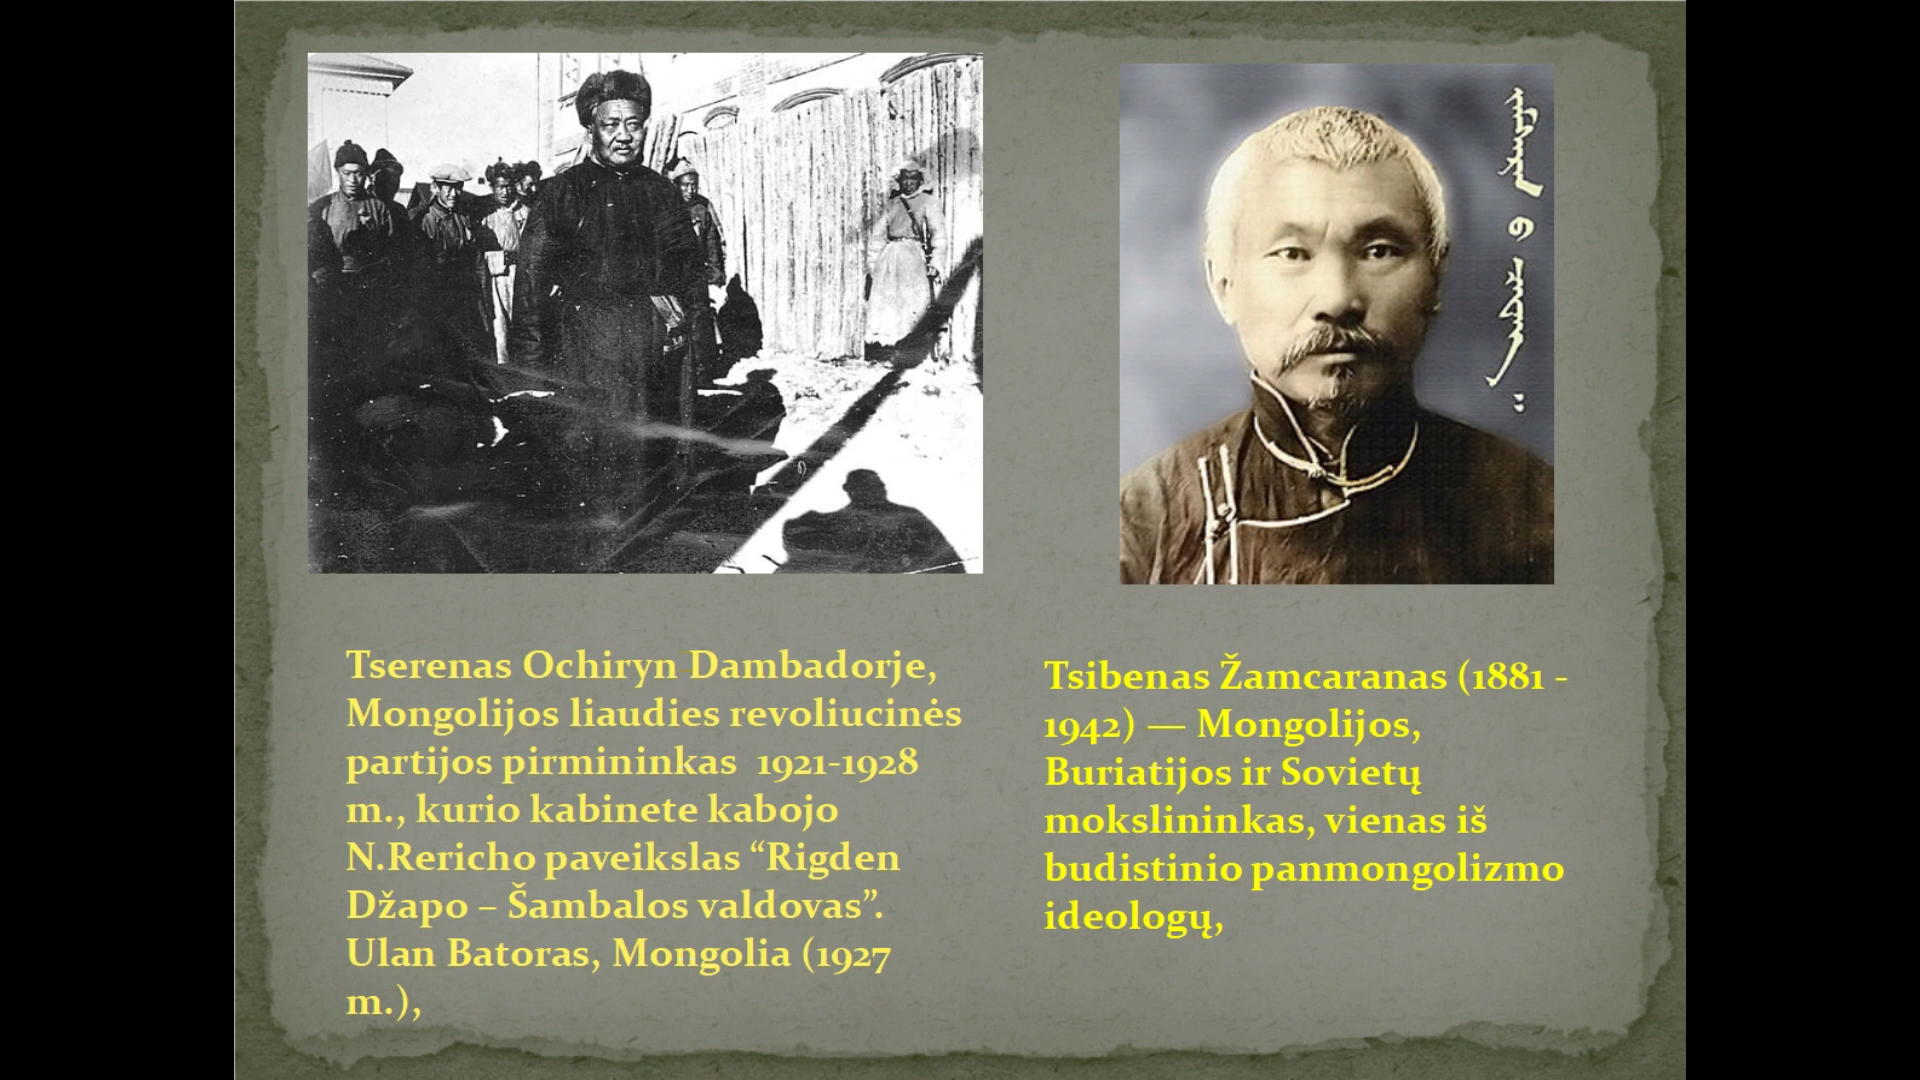 Tserenas Ochiryn Dambadorje,
Mongolijos liaudies revoliucinės
partijos pirmininkas  1921-1928
m., kurio kabinete kabojo
N.Rericho paveikslas “Rigden
Džapo – Šambalos valdovas”.
Ulan Batoras, Mongolia (1927
m.),
Tsibenas Žamcaranas (1881 -
1942) — Mongolijos,
Buriatijos ir Sovietų
mokslininkas, vienas iš
budistinio panmongolizmo
ideologų,